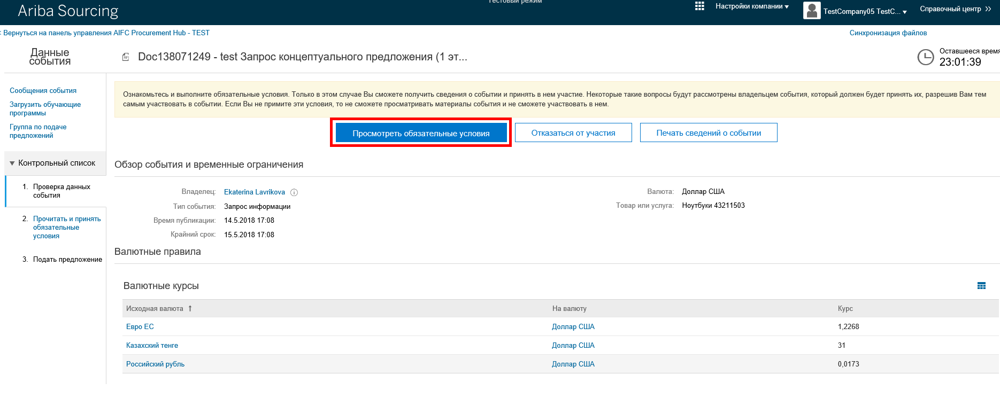 Тестовый режим
Ariba Sourcing
Настройки компании
TestCompany05 TestC...
Справочный центр »
‹ Вернуться на панель управления AIFC Procurement Hub - TEST
Синхронизация файлов
Данные
события
RFI
Doc138071249 - test Запрос концептуального предложения (1 эт...
Оставшееся время
23:01:39
Сообщения события
Загрузить обучающие
программы
Группа по подаче
предложений
Контрольный список
1. Проверка данных
события
2. Прочитать и принять
обязательные
условия
3. Подать предложение
Ознакомьтесь и выполните обязательные условия. Только в этом случае Вы сможете получить сведения о событии и принять в нем участие. Некоторые такие вопросы будут рассмотрены владельцем события, который должен будет принять их, разрешив Вам тем
самым участвовать в событии. Если Вы не примите эти условия, то не сможете просматривать материалы события и не сможете участвовать в нем.
Просмотреть обязательные условия
Отказаться от участия
Печать сведений о событии
Обзор события и временные ограничения
Владелец: Ekaterina Lavrikova
Валюта: Доллар США
Тип события: Запрос информации
Товар или услуга: Ноутбуки 43211503
Время публикации: 14.5.2018 17:08
Крайний срок: 15.5.2018 17:08
Валютные правила
Валютные курсы
Исходная валюта ↑ На валюту Курс
Евро ЕС Доллар США 1,2268
Казахский тенге Доллар США 31
Российский рубль Доллар США 0,0173